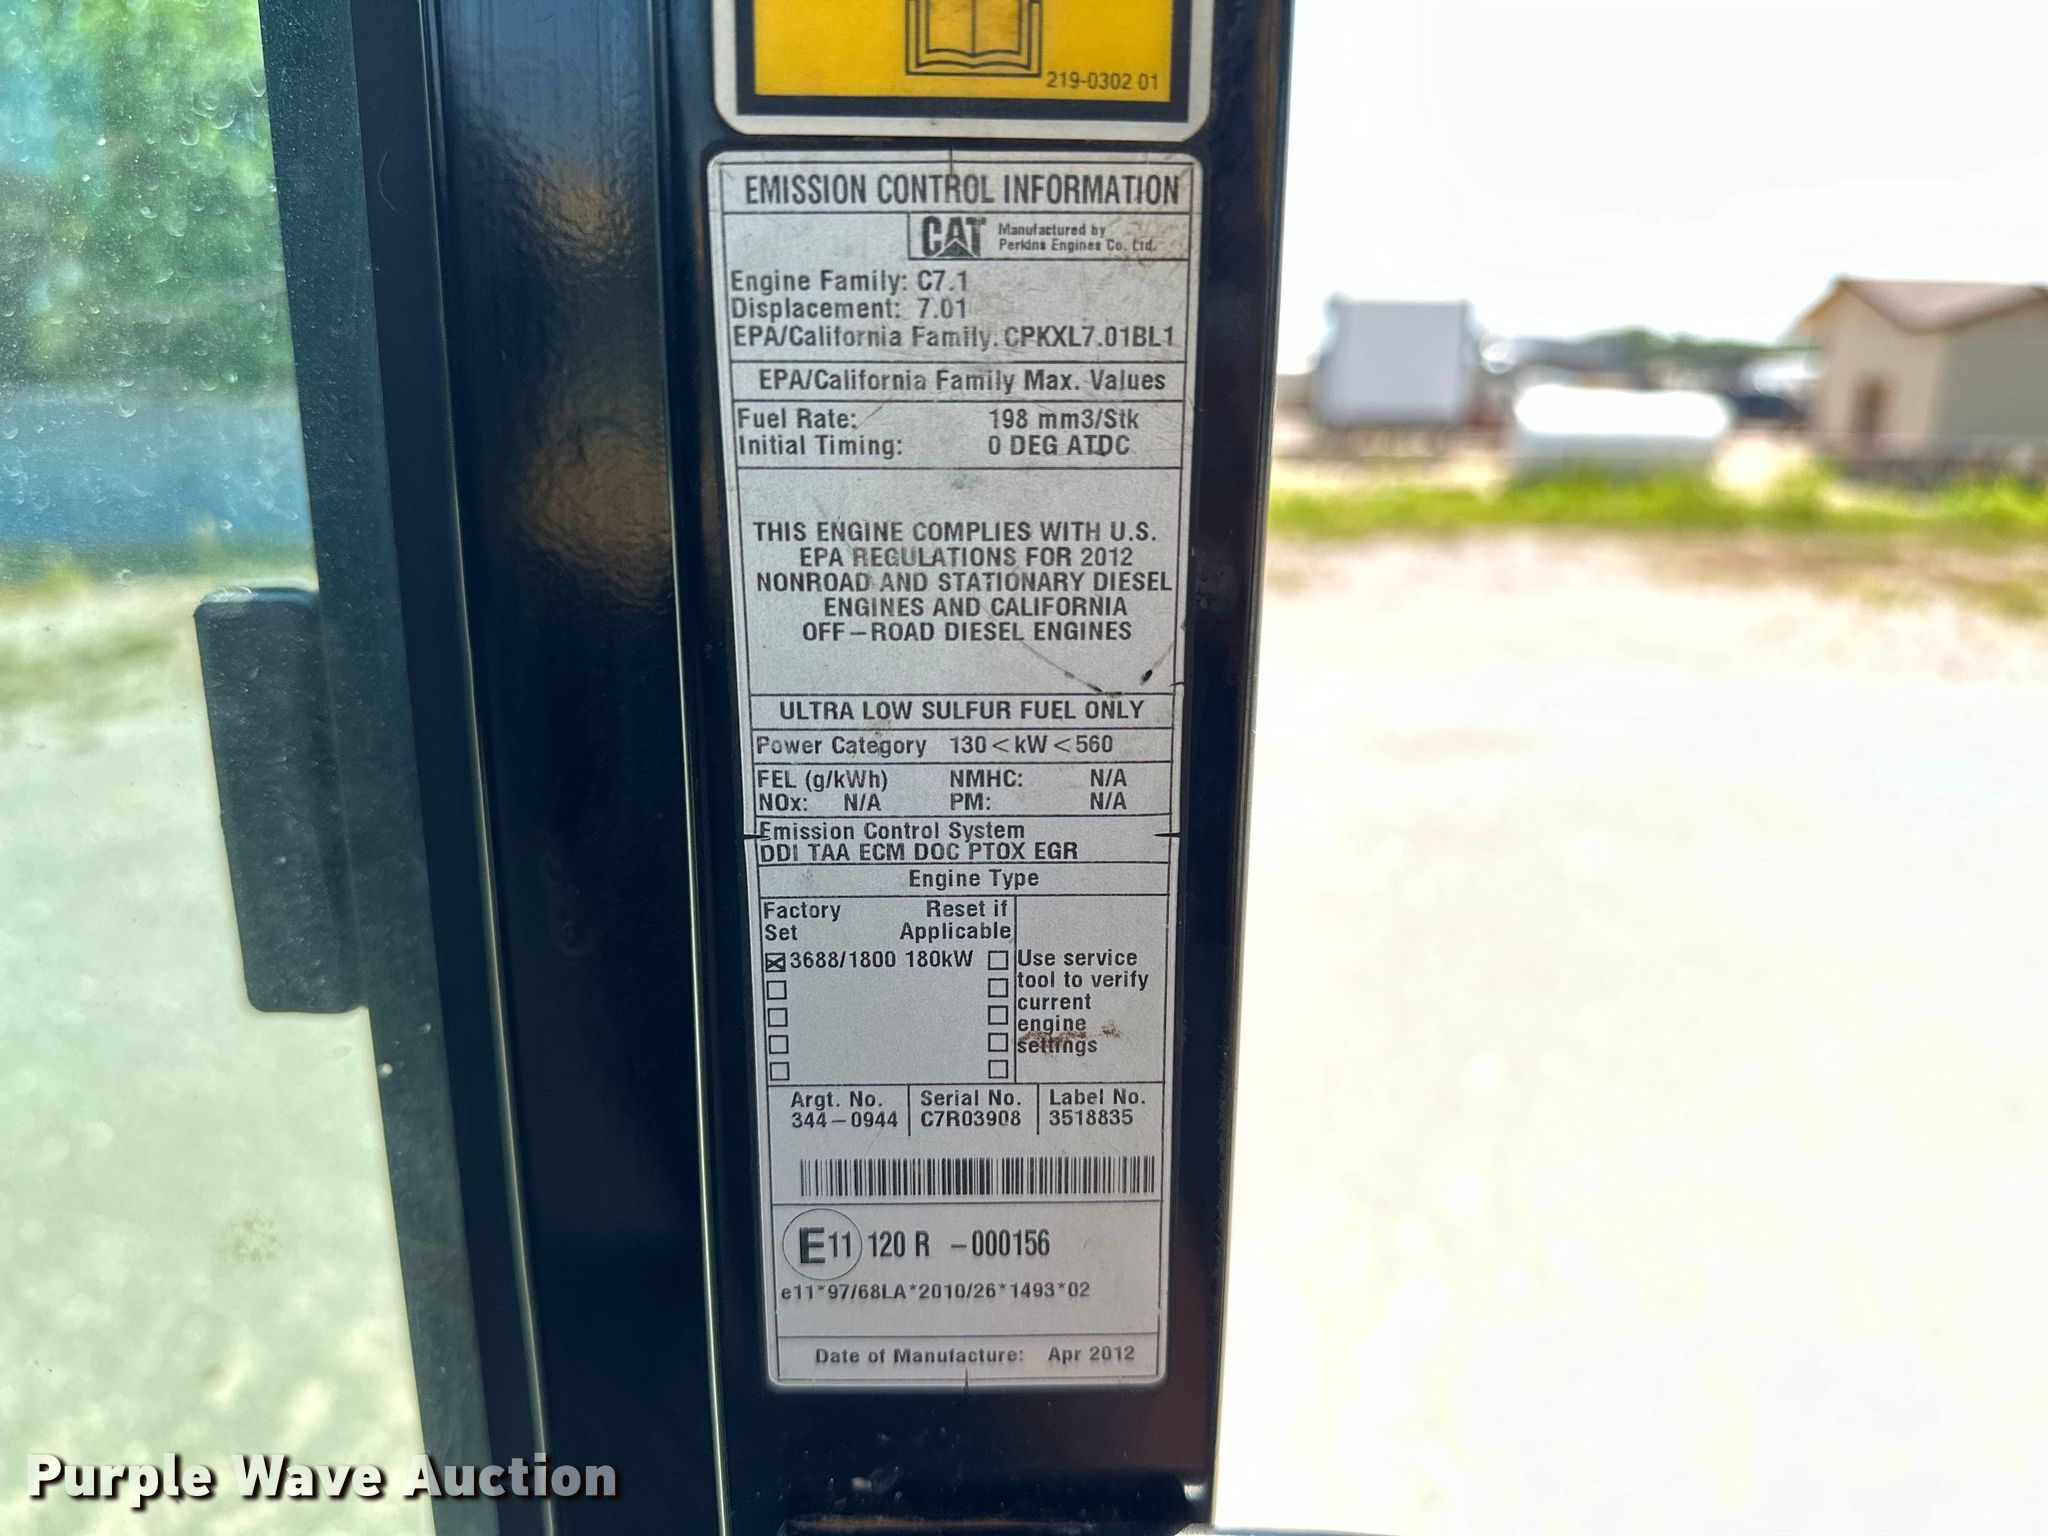 219-0302 01
EMISSION CONTROL INFORMATION
CAT
Manufactured by
Perkins Engines Co. Ltd.
Engine Family: C7.1
Displacement: 7.01
EPA/California Family. CPKXL7.01BL1
EPA/California Family Max. Values
Fuel Rate: 198 mm3/Stk
Initial Timing: 0 DEG ATDC
THIS ENGINE COMPLIES WITH U.S.
EPA REGULATIONS FOR 2012
NONROAD AND STATIONARY DIESEL
ENGINES AND CALIFORNIA
OFF-ROAD DIESEL ENGINES
ULTRA LOW SULFUR FUEL ONLY
Power Category 130<kW<560
FEL (g/kWh) NMHC: N/A
NOx: N/A PM: N/A
Emission Control System
DDI TAA ECM DOC PTOX EGR
Engine Type
Factory Set
Reset if Applicable
3688/1800 180kW
Use service
tool to verify
current
engine
settings
Argt. No. Serial No. Label No.
344-0944 C7R03908 3518835
E11 120 R -000156
e11*97/68LA*2010/26*1493*02
Date of Manufacture: Apr 2012
Purple Wave Auction